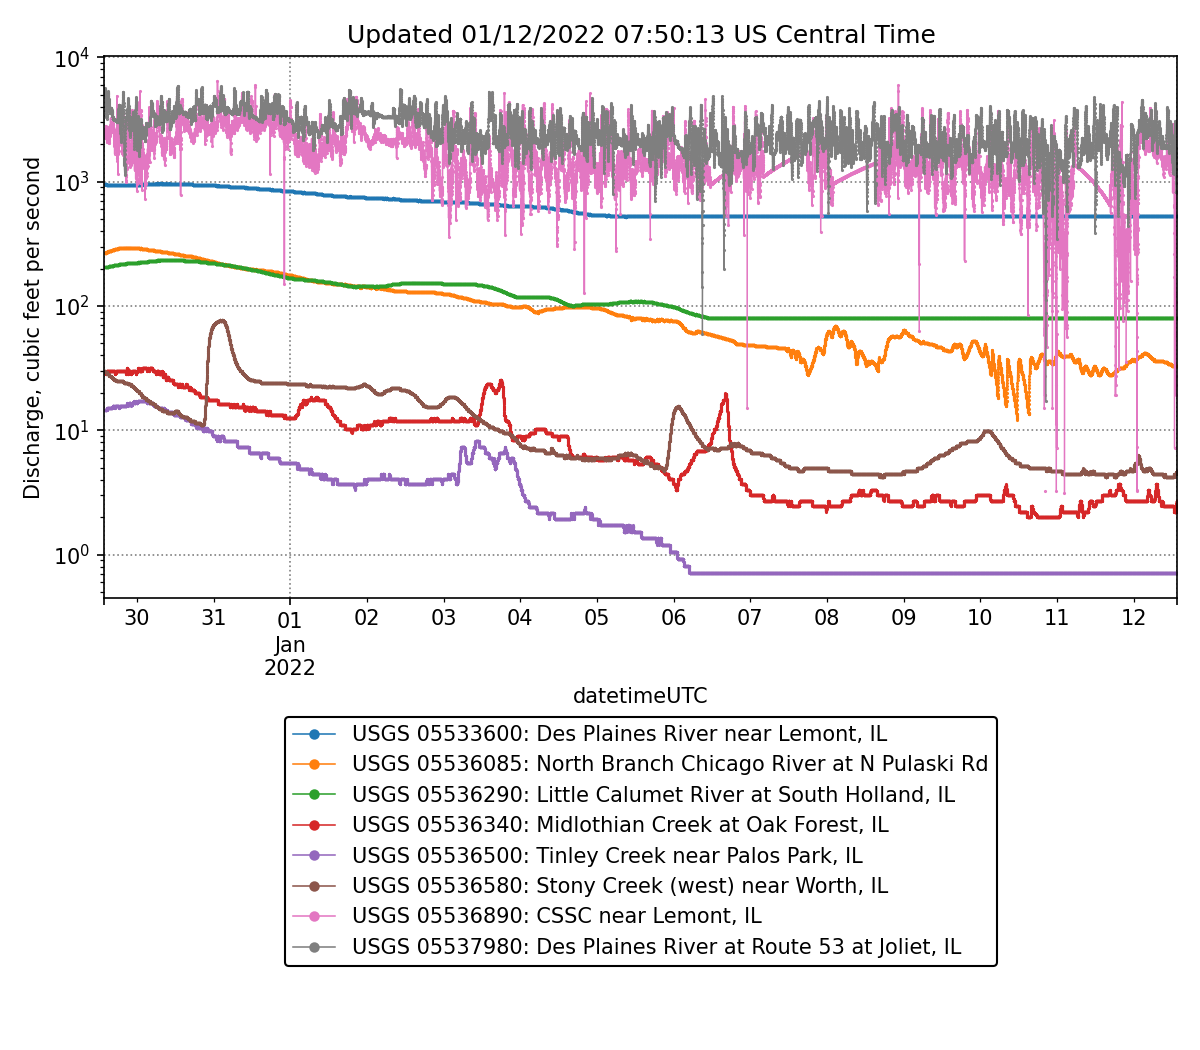 Updated 01/12/2022 07:50:13 US Central Time
Discharge, cubic feet per second
10^4
10^3
10^2
10^1
10^0
30 31 01 02 03 04 05 06 07 08 09 10 11 12
Jan
2022
datetimeUTC
USGS 05533600: Des Plaines River near Lemont, IL
USGS 05536085: North Branch Chicago River at N Pulaski Rd
USGS 05536290: Little Calumet River at South Holland, IL
USGS 05536340: Midlothian Creek at Oak Forest, IL
USGS 05536500: Tinley Creek near Palos Park, IL
USGS 05536580: Stony Creek (west) near Worth, IL
USGS 05536890: CSSC near Lemont, IL
USGS 05537980: Des Plaines River at Route 53 at Joliet, IL